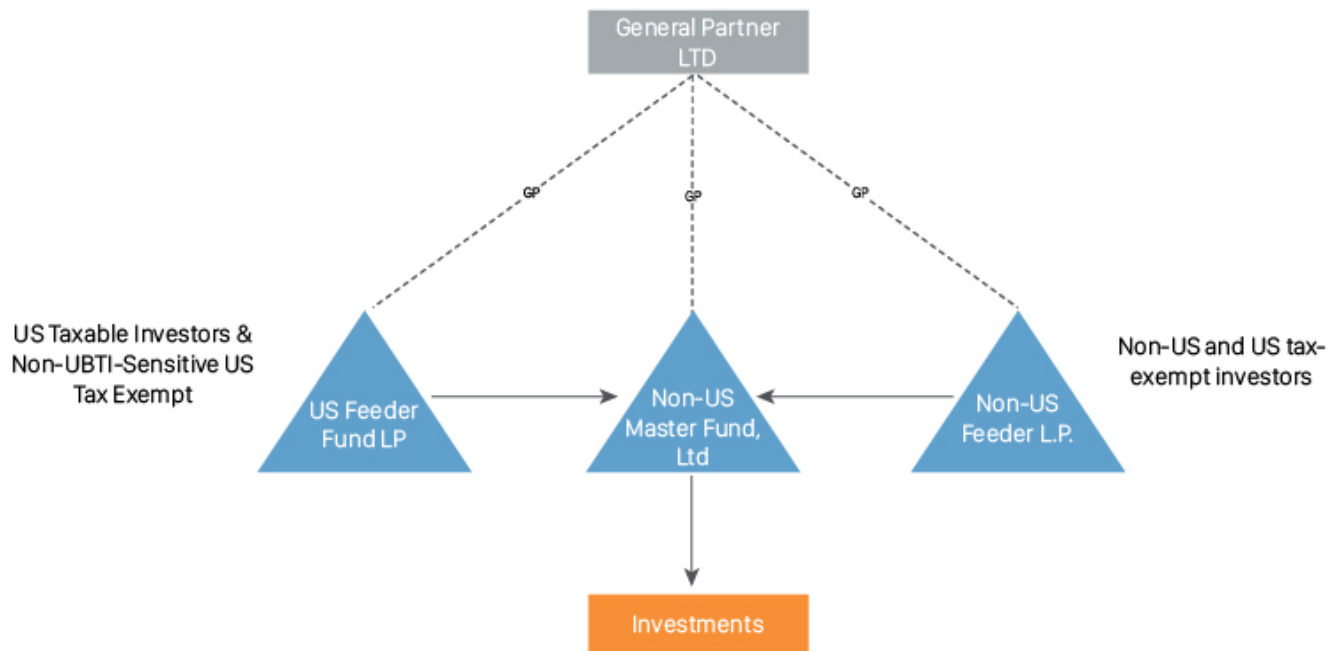 General Partner
LTD
GP
GP
GP
US Taxable Investors &
Non-UBTI-Sensitive US
Tax Exempt
US Feeder
Fund LP
Non-US
Master Fund,
Ltd
Non-US
Feeder L.P.
Non-US and US tax-
exempt investors
Investments